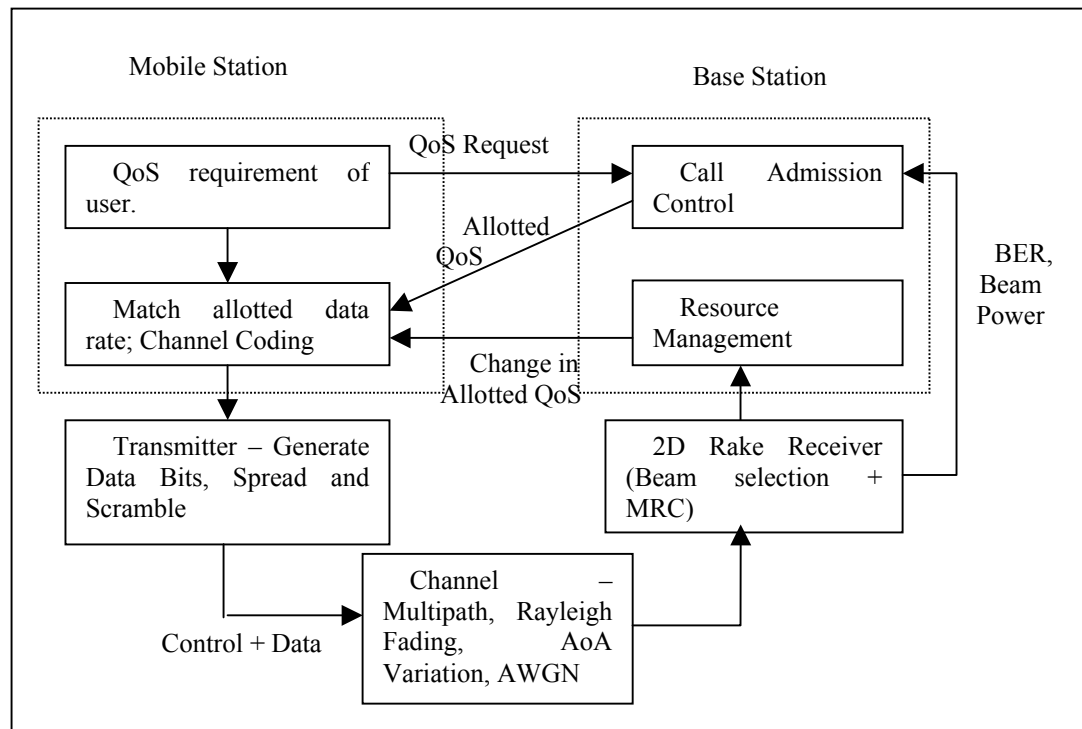 Mobile Station
Base Station
QoS Request
QoS requirement of
user.
Call Admission
Control
Allotted
QoS
BER,
Beam
Power
Match allotted data
rate; Channel Coding
Resource
Management
Change in
Allotted QoS
Transmitter – Generate
Data Bits, Spread and
Scramble
2D Rake Receiver
(Beam selection +
MRC)
Channel –
Multipath, Rayleigh
Fading, AoA
Variation, AWGN
Control + Data